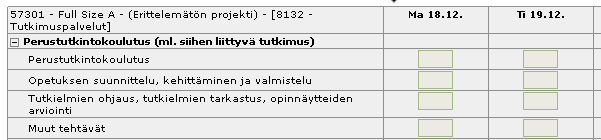 57301 - Full Size A - (Erittelemätön projekti) - [8132 -
Tutkimuspalvelut]
Ma 18.12.
Ti 19.12.
Perustutkintokoulutus (ml. siihen liittyvä tutkimus)
Perustutkintokoulutus
Opetuksen suunnittelu, kehittäminen ja valmistelu
Tutkielmien ohjaus, tutkielmien tarkastus, opinnäytteiden
arviointi
Muut tehtävät